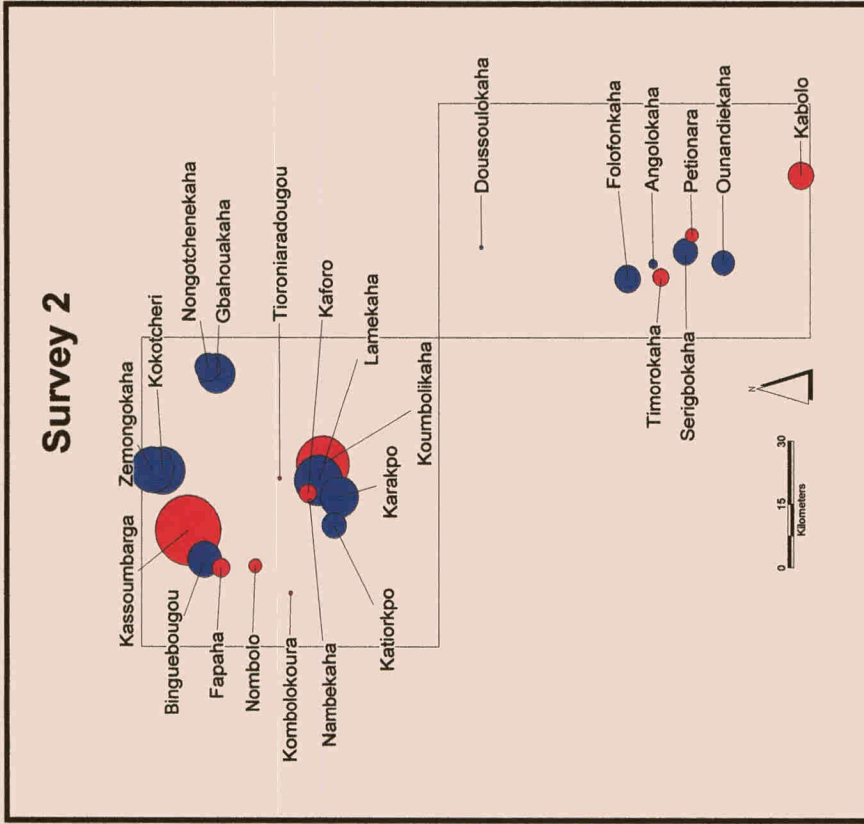 Survey 2
Zemongokaha
Kokotcheri
Nongotchenekaha
Gbahouakaha
Kassoumbarga
Binguebougou
Fapaha
Nombolo
Kombolokoura
Nambekaha
Tioroniaradougou
Kaforo
Lamekaha
Koumbolikaha
Karakpo
Katiorkpo
Doussoulokaha
Folofonkaha
Angolokaha
Petionara
Ounandiekaha
Kabolo
Timorokaha
Serigbokaha
N
0 15 30
Kilometers